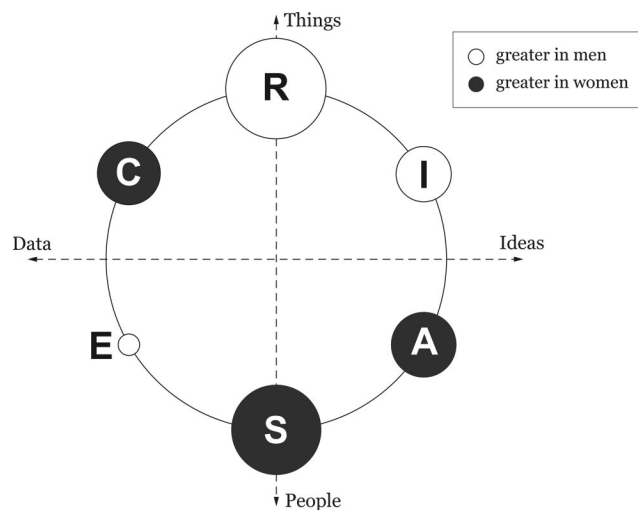 Things
greater in men
greater in women
R
C
I
Data
Ideas
E
A
S
People